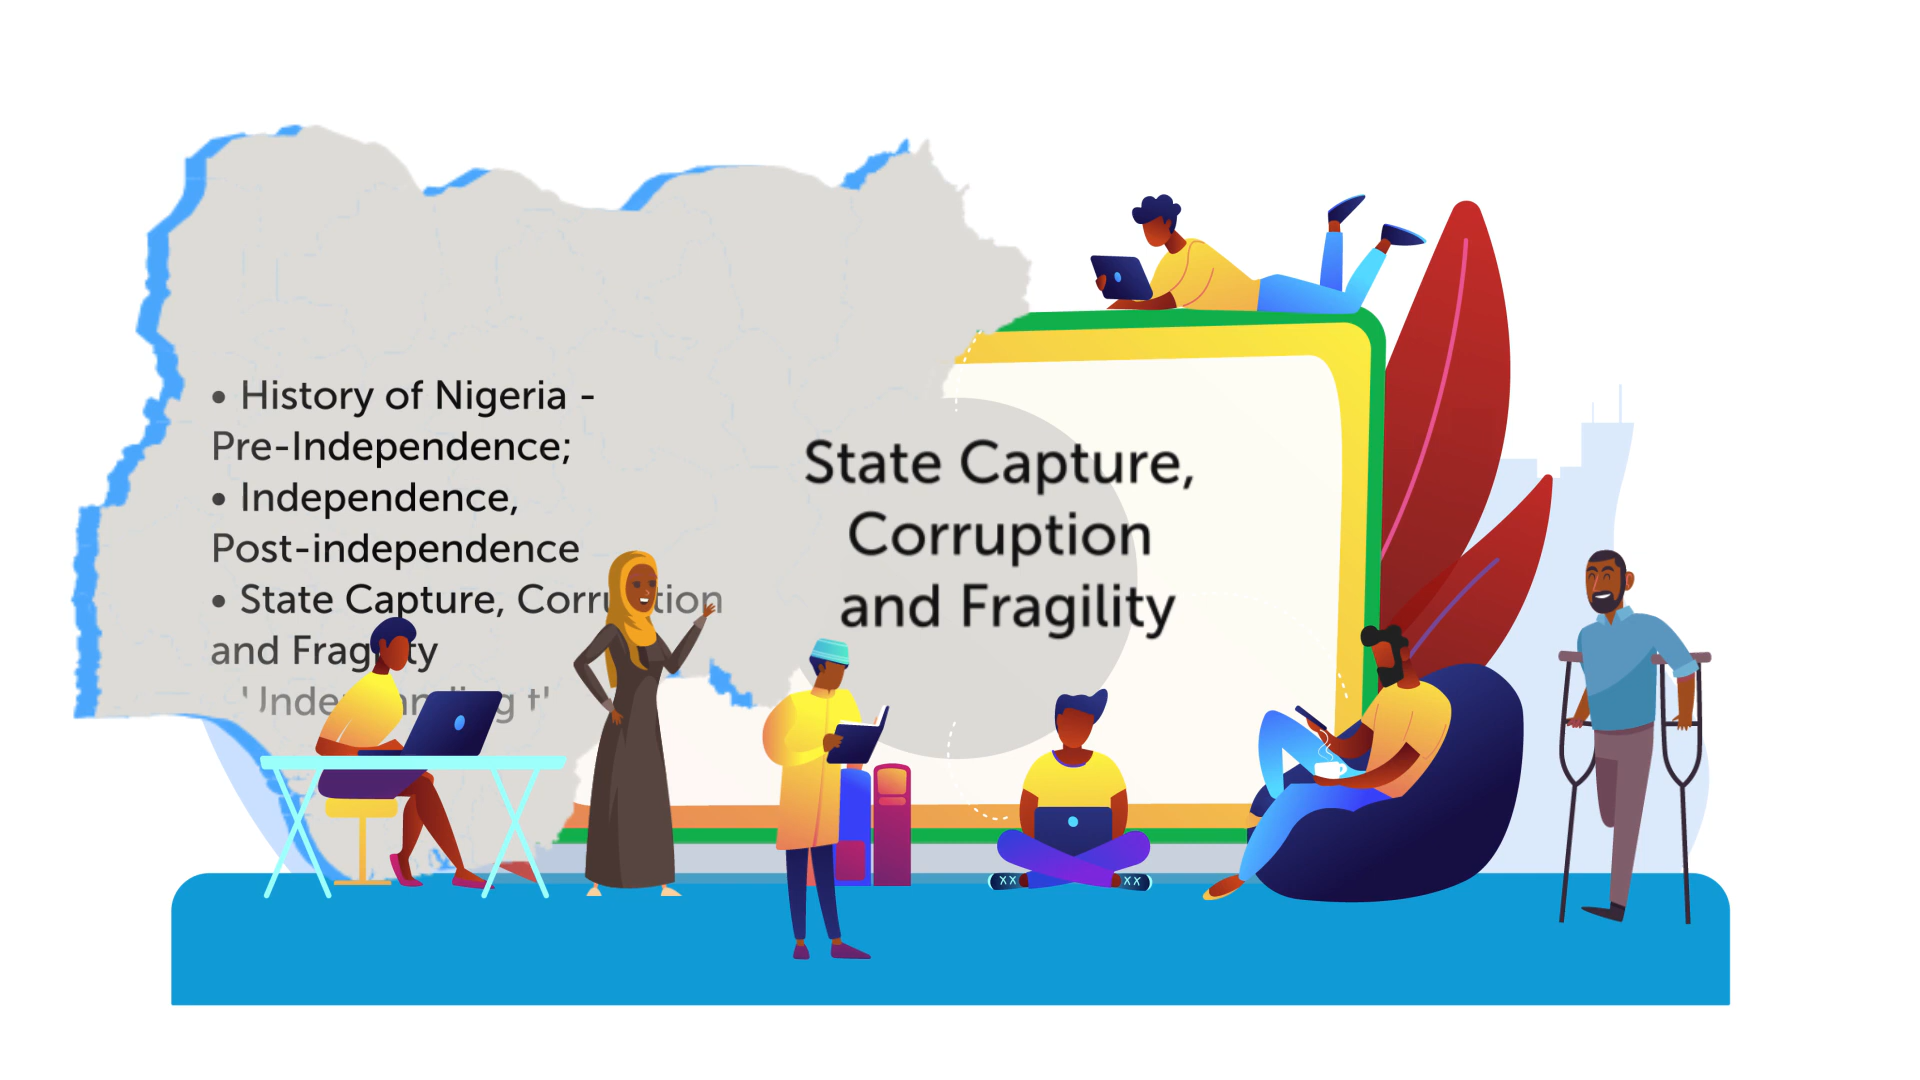 • History of Nigeria -
Pre-Independence;
• Independence,
Post-independence
• State Capture, Corruption
and Fragility
State Capture,
Corruption
and Fragility